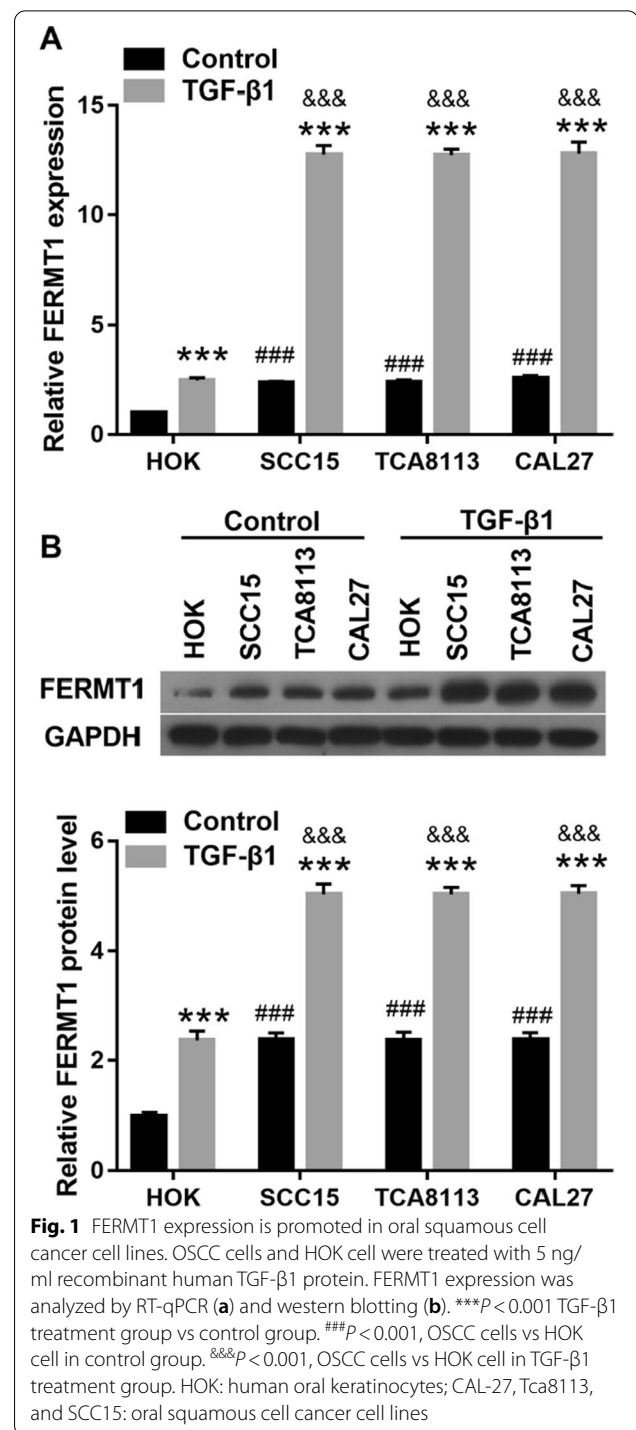 A
Control
TGF-β1
Relative FERMT1 expression
15
10
5
0
&&& &&& &&&
*** *** *** ***
### ### ###
HOK SCC15 TCA8113 CAL27
B
Control TGF-β1
HOK SCC15 TCA8113 CAL27 HOK SCC15 TCA8113 CAL27
FERMT1
GAPDH
Control
TGF-β1
Relative FERMT1 protein level
6
4
2
0
&&& &&& &&&
*** *** *** ***
### ### ###
HOK SCC15 TCA8113 CAL27
Fig. 1 FERMT1 expression is promoted in oral squamous cell
cancer cell lines. OSCC cells and HOK cell were treated with 5 ng/
ml recombinant human TGF-β1 protein. FERMT1 expression was
analyzed by RT-qPCR (a) and western blotting (b). ***P < 0.001 TGF-β1
treatment group vs control group. ###P < 0.001, OSCC cells vs HOK
cell in control group. &&&P < 0.001, OSCC cells vs HOK cell in TGF-β1
treatment group. HOK: human oral keratinocytes; CAL-27, Tca8113,
and SCC15: oral squamous cell cancer cell lines